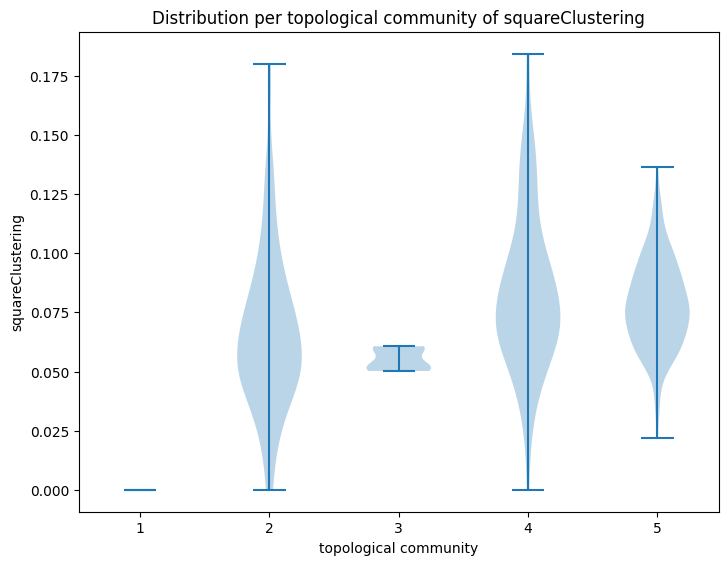 Distribution per topological community of squareClustering
squareClustering
0.175
0.150
0.125
0.100
0.075
0.050
0.025
0.000
1 2 3 4 5
topological community